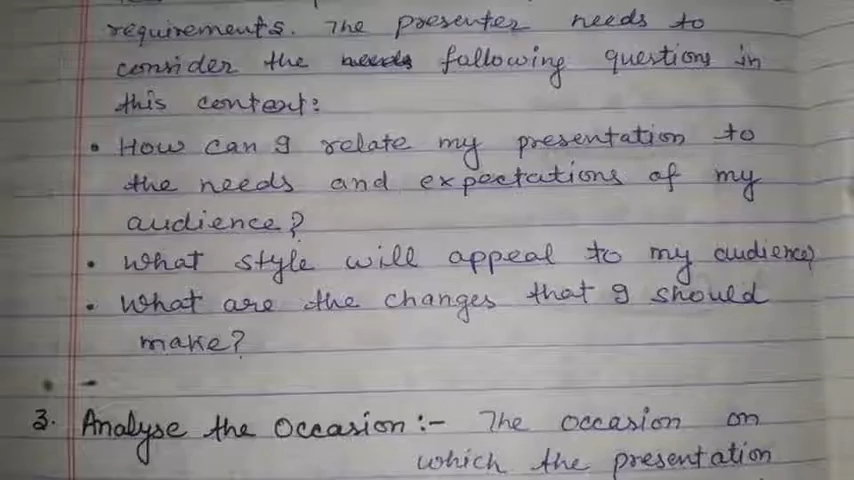 requirements. The presenter needs to
consider the needs following questions in
this context:
• How can I relate my presentation to
the needs and expectations of my
audience?
• What style will appeal to my audience?
• What are the changes that I should
make?
3. Analyse the Occasion :- The occasion on
which the presentation